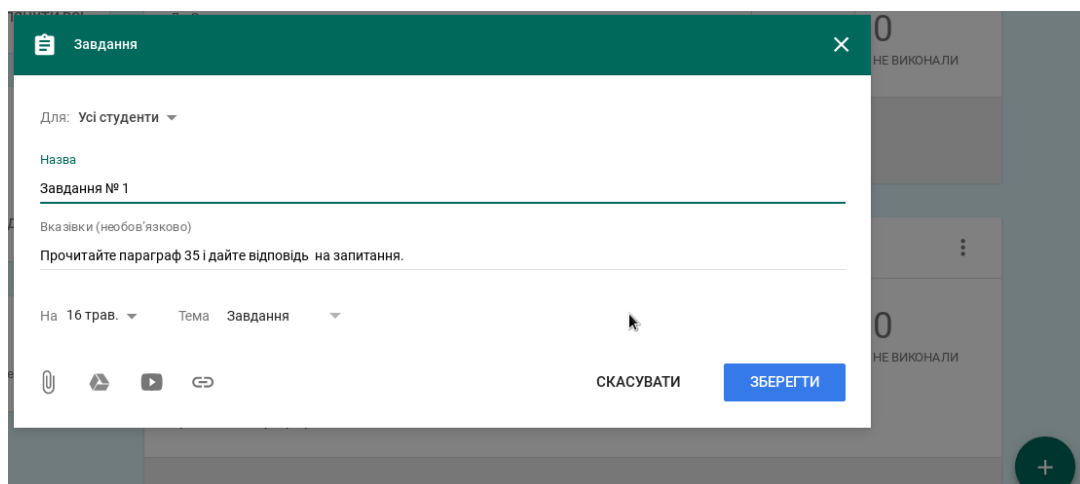 Завдання
0
НЕ ВИКОНАЛИ
Для: Усі студенти
Назва
Завдання № 1
Вказівки (необов'язково)
Прочитайте параграф 35 і дайте відповідь  на запитання.
На 16 трав. Тема Завдання
0
НЕ ВИКОНАЛИ
СКАСУВАТИ ЗБЕРЕГТИ